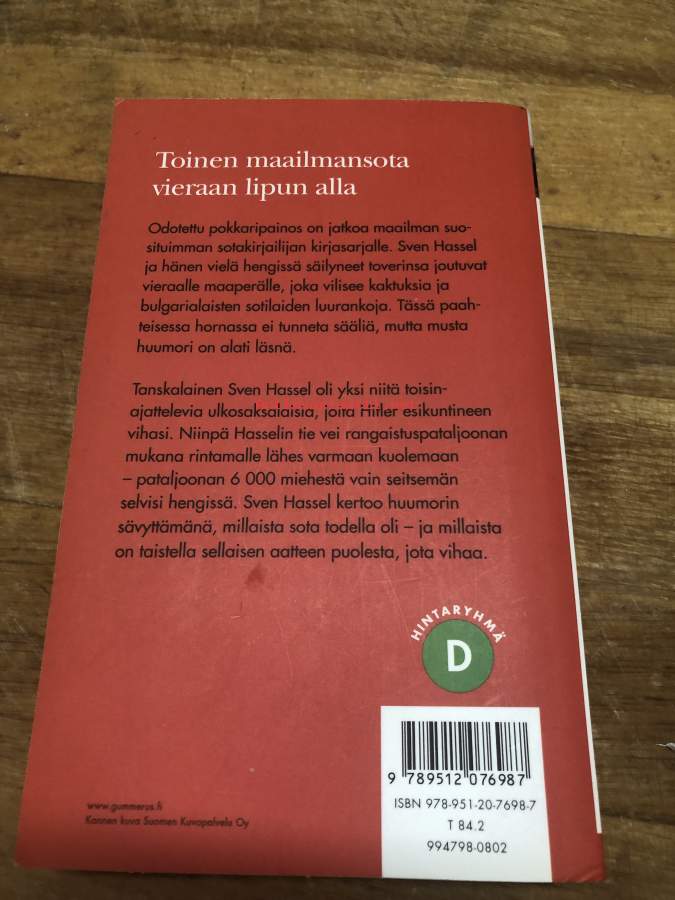 Toinen maailmansota
vieraan lipun alla
Odotettu pokkaripainos on jatkoa maailman suo-
situimman sotakirjailijan kirjasarjalle. Sven Hassel
ja hänen vielä hengissä säilyneet toverinsa joutuvat
vieraalle maaperälle, joka vilisee kaktuksia ja
bulgarialaisten sotilaiden luurankoja. Tässä paah-
teisessa hornassa ei tunneta sääliä, mutta musta
huumori on alati läsnä.
Tanskalainen Sven Hassel oli yksi niitä toisin-
ajattelevia ulkosaksalaisia, joita Hitler esikuntineen
vihasi. Niinpä Hasselin tie vei rangaistuspataljoonan
mukana rintamalle lähes varmaan kuolemaan
– pataljoonan 6 000 miehestä vain seitsemän
selvisi hengissä. Sven Hassel kertoo huumorin
sävyttämänä, millaista sota todella oli – ja millaista
on taistella sellaisen aatteen puolesta, jota vihaa.
HINTARYHMÄ
D
9 789512 076987
ISBN 978-951-20-7698-7
T 84.2
994798-0802
www.gummerus.fi
Kannen kuva Suomen Kuvapalvelu Oy